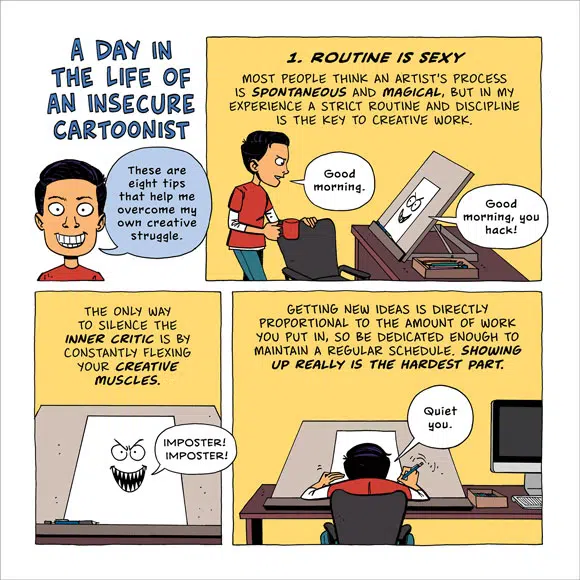 A DAY IN
THE LIFE OF
AN INSECURE
CARTOONIST
These are
eight tips
that help me
overcome my
own creative
struggle.
1. ROUTINE IS SEXY
MOST PEOPLE THINK AN ARTIST'S PROCESS
IS SPONTANEOUS AND MAGICAL, BUT IN MY
EXPERIENCE A STRICT ROUTINE AND DISCIPLINE
IS THE KEY TO CREATIVE WORK.
Good
morning.
Good
morning, you
hack!
THE ONLY WAY
TO SILENCE THE
INNER CRITIC IS BY
CONSTANTLY FLEXING
YOUR CREATIVE
MUSCLES.
IMPOSTER!
IMPOSTER!
GETTING NEW IDEAS IS DIRECTLY
PROPORTIONAL TO THE AMOUNT OF WORK
YOU PUT IN, SO BE DEDICATED ENOUGH TO
MAINTAIN A REGULAR SCHEDULE. SHOWING
UP REALLY IS THE HARDEST PART.
Quiet
you.